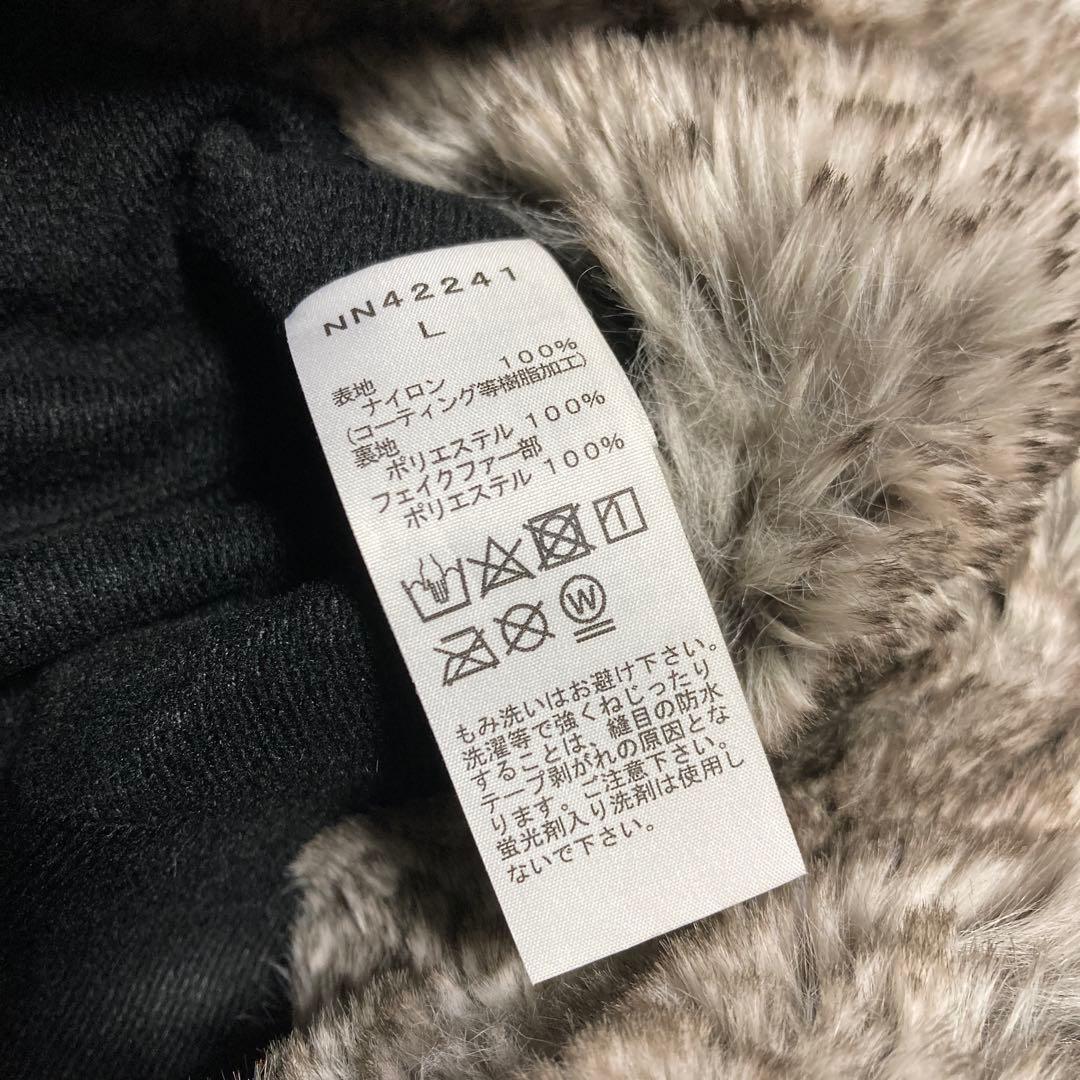 NN42241
L
表地
ナイロン 100%
(コーティング等樹脂加工)
裏地
ポリエステル 100%
フェイクファー部
ポリエステル 100%
W
もみ洗いはお避け下さい。
洗濯等で強くねじったり
することは、縫目の防水
テープ剥がれの原因とな
ります。ご注意下さい。
蛍光剤入り洗剤は使用し
ないで下さい。